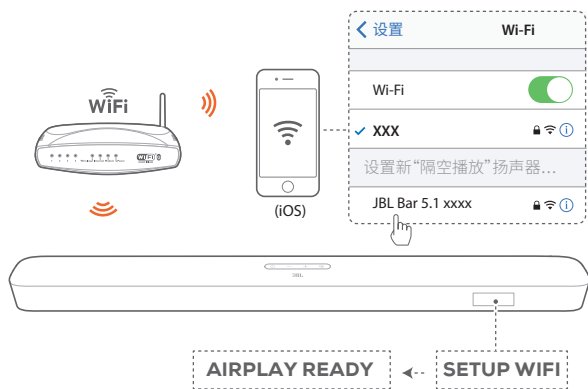 设置 Wi-Fi
WiFi
Wi-Fi
XXX
设置新“隔空播放”扬声器...
JBL Bar 5.1 xxxx
(iOS)
JBL
AIRPLAY READY
SETUP WIFI